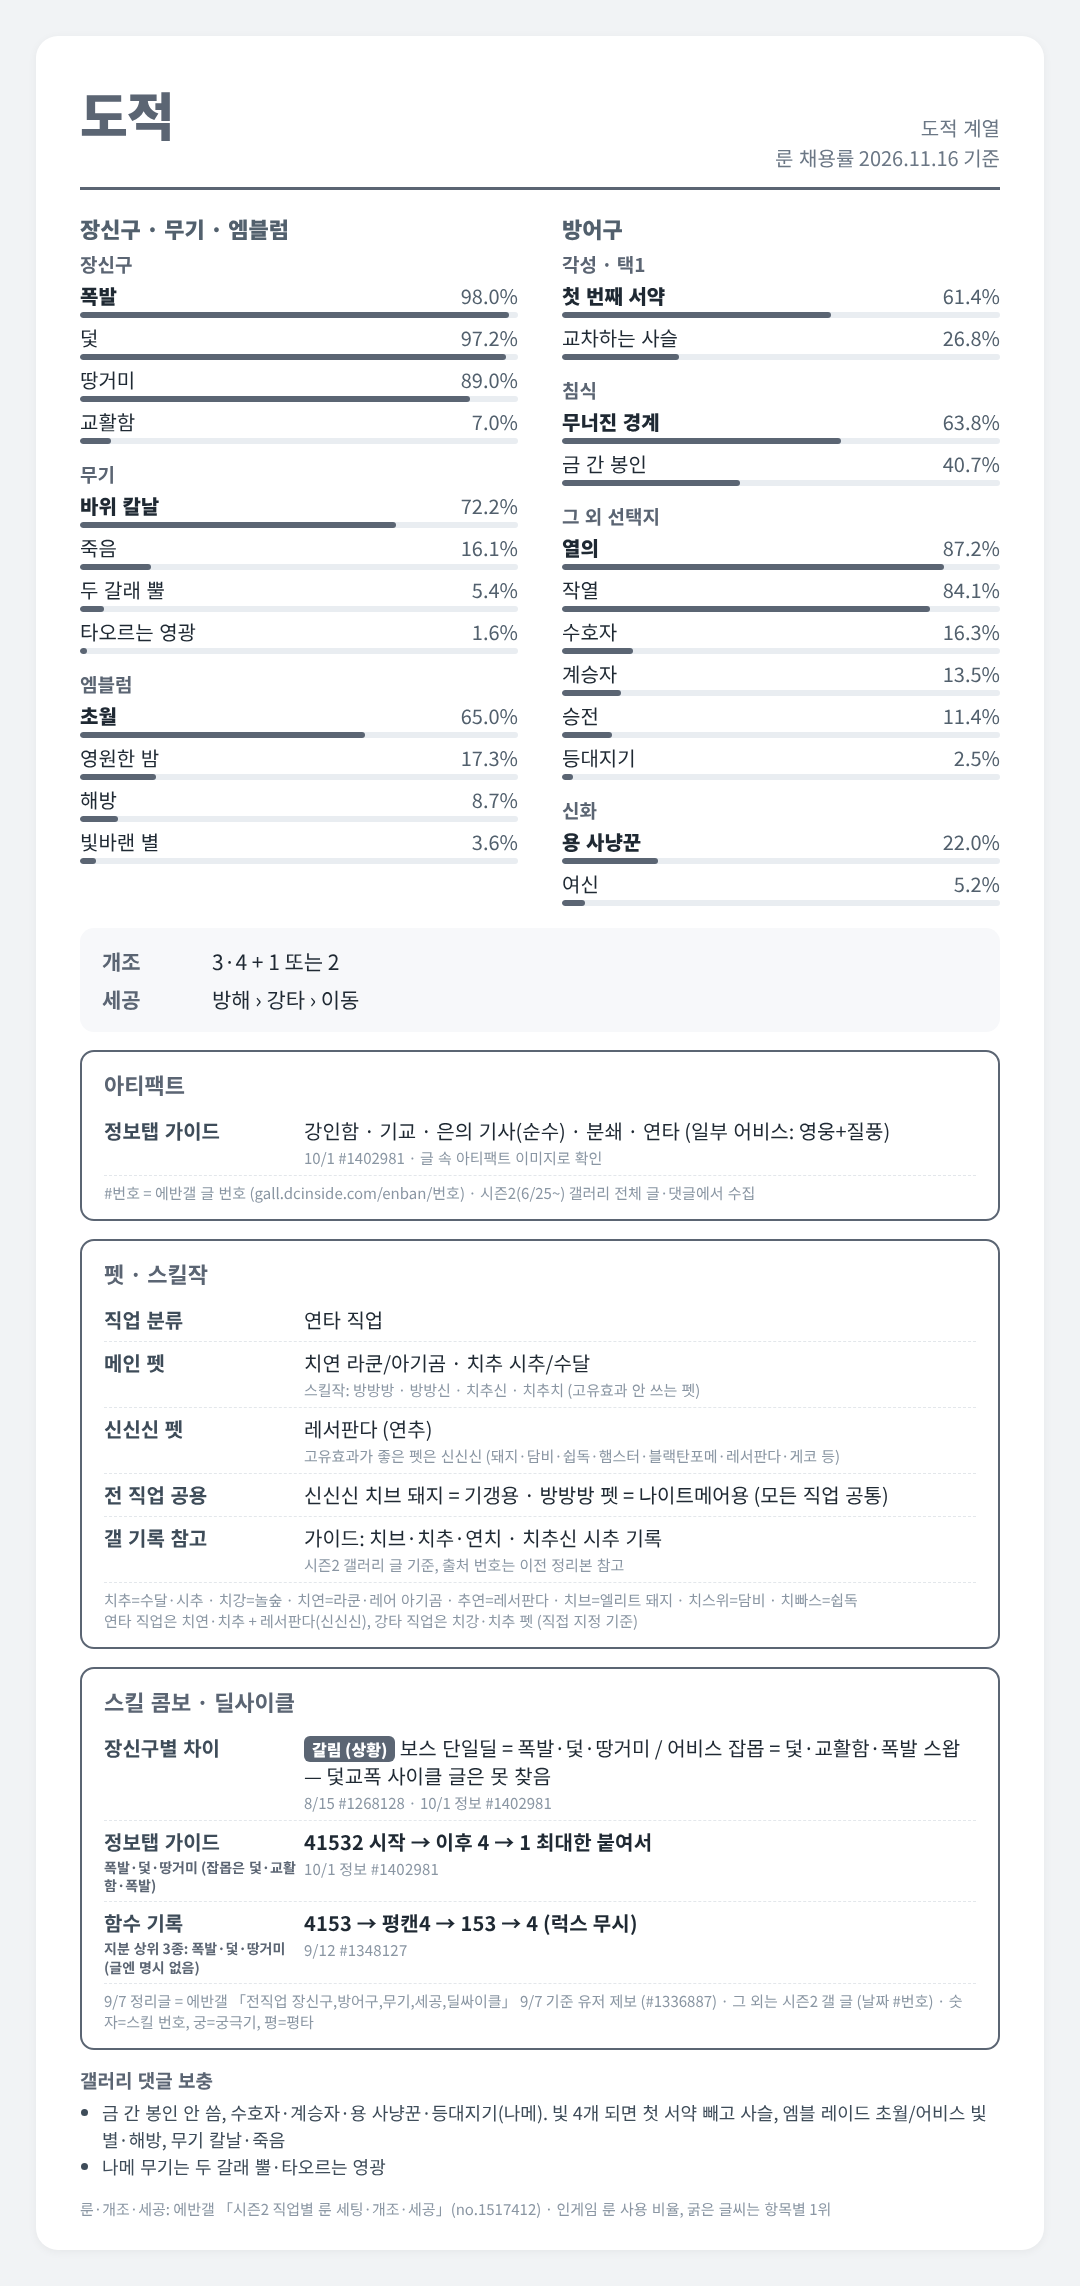 도적
도적 계열
룬 채용률 2026.11.16 기준
장신구 · 무기 · 엠블럼
장신구
폭발 98.0%
덫 97.2%
땅거미 89.0%
교활함 7.0%
무기
바위 칼날 72.2%
죽음 16.1%
두 갈래 뿔 5.4%
타오르는 영광 1.6%
엠블럼
초월 65.0%
영원한 밤 17.3%
해방 8.7%
빛바랜 별 3.6%
방어구
각성 · 택1
첫 번째 서약 61.4%
교차하는 사슬 26.8%
침식
무너진 경계 63.8%
금 간 봉인 40.7%
그 외 선택지
열의 87.2%
작열 84.1%
수호자 16.3%
계승자 13.5%
승전 11.4%
등대지기 2.5%
신화
용 사냥꾼 22.0%
여신 5.2%
개조 3·4 + 1 또는 2
세공 방해 › 강타 › 이동
아티팩트
정보탭 가이드 강인함 · 기교 · 은의 기사(순수) · 분쇄 · 연타 (일부 어비스: 영웅+질풍)
10/1 #1402981 · 글 속 아티팩트 이미지로 확인
#번호 = 에반갤 글 번호 (gall.dcinside.com/enban/번호) · 시즌2(6/25~) 갤러리 전체 글·댓글에서 수집
펫 · 스킬작
직업 분류 연타 직업
메인 펫 치연 라쿤/아기곰 · 치추 시추/수달
스킬작: 방방방 · 방방신 · 치추신 · 치추치 (고유효과 안 쓰는 펫)
신신신 펫 레서판다 (연추)
고유효과가 좋은 펫은 신신신 (돼지·담비·쉽독·햄스터·블랙탄포메·레서판다·게코 등)
전 직업 공용 신신신 치브 돼지 = 기갱용 · 방방방 펫 = 나이트메어용 (모든 직업 공통)
갤 기록 참고 가이드: 치브·치추·연치 · 치추신 시추 기록
시즌2 갤러리 글 기준, 출처 번호는 이전 정리본 참고
치추=수달·시추 · 치강=놀숲 · 치연=라쿤·레어 아기곰 · 추연=레서판다 · 치브=엘리트 돼지 · 치스위=담비 · 치빠스=쉽독
연타 직업은 치연·치추 + 레서판다(신신신), 강타 직업은 치강·치추 펫 (직접 지정 기준)
스킬 콤보 · 딜사이클
장신구별 차이 갈림 (상황) 보스 단일딜 = 폭발·덫·땅거미 / 어비스 잡몹 = 덫·교활함·폭발 스왑
— 덫교폭 사이클 글은 못 찾음
8/15 #1268128 · 10/1 정보 #1402981
정보탭 가이드 41532 시작 → 이후 4 → 1 최대한 붙여서
폭발·덫·땅거미 (잡몹은 덫·교활 10/1 정보 #1402981
함·폭발)
함수 기록 4153 → 평캔4 → 153 → 4 (럭스 무시)
지분 상위 3종: 폭발·덫·땅거미 9/12 #1348127
(글엔 명시 없음)
9/7 정리글 = 에반갤 「전직업 장신구,방어구,무기,세공,딜싸이클」 9/7 기준 유저 제보 (#1336887) · 그 외는 시즌2 갤 글 (날짜 #번호) · 숫
자=스킬 번호, 궁=궁극기, 평=평타
갤러리 댓글 보충
• 금 간 봉인 안 씀, 수호자·계승자·용 사냥꾼·등대지기(나메). 빛 4개 되면 첫 서약 빼고 사슬, 엠블 레이드 초월/어비스 빛
별·해방, 무기 칼날·죽음
• 나메 무기는 두 갈래 뿔·타오르는 영광
룬·개조·세공: 에반갤 「시즌2 직업별 룬 세팅·개조·세공」(no.1517412) · 인게임 룬 사용 비율, 굵은 글씨는 항목별 1위